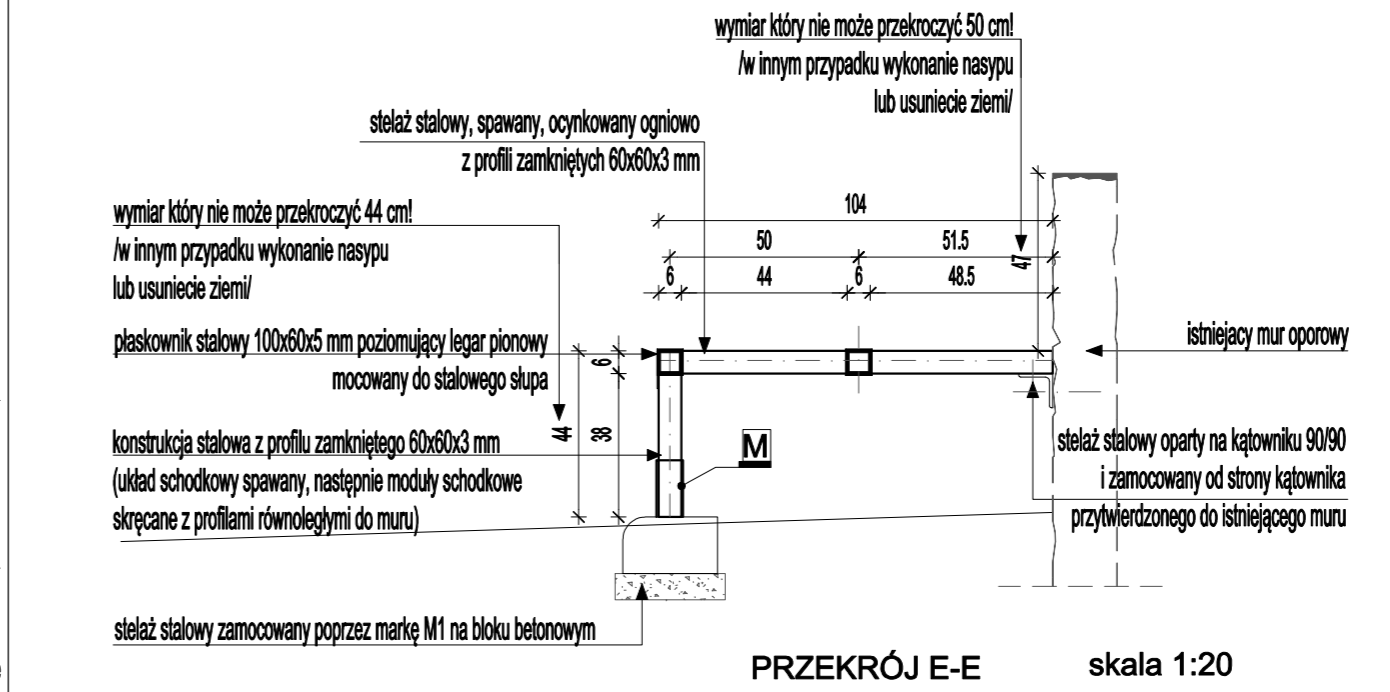 wymiar który nie może przekroczyć 50 cm!
/w innym przypadku wykonanie nasypu
lub usuniecie ziemi/
stelaż stalowy, spawany, ocynkowany ogniowo
z profili zamkniętych 60x60x3 mm
wymiar który nie może przekroczyć 44 cm!
/w innym przypadku wykonanie nasypu
lub usuniecie ziemi/
104
50
51.5
47
6
44
6
48.5
płaskownik stalowy 100x60x5 mm poziomujący legar pionowy
mocowany do stalowego słupa
istniejacy mur oporowy
6
44
38
konstrukcja stalowa z profilu zamkniętego 60x60x3 mm
(układ schodkowy spawany, następnie moduły schodkowe
skręcane z profilami równoległymi do muru)
M
stelaż stalowy oparty na kątowniku 90/90
i zamocowany od strony kątownika
przytwierdzonego do istniejącego muru
stelaż stalowy zamocowany poprzez markę M1 na bloku betonowym
PRZEKRÓJ E-E skala 1:20